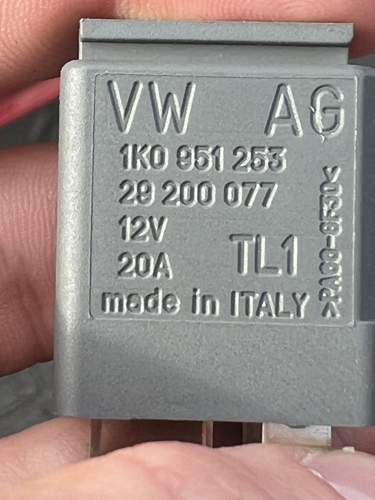 VW AG
1K0 951 253
29 200 077
12V
20A TL1
made in ITALY
>PA66-GF30<